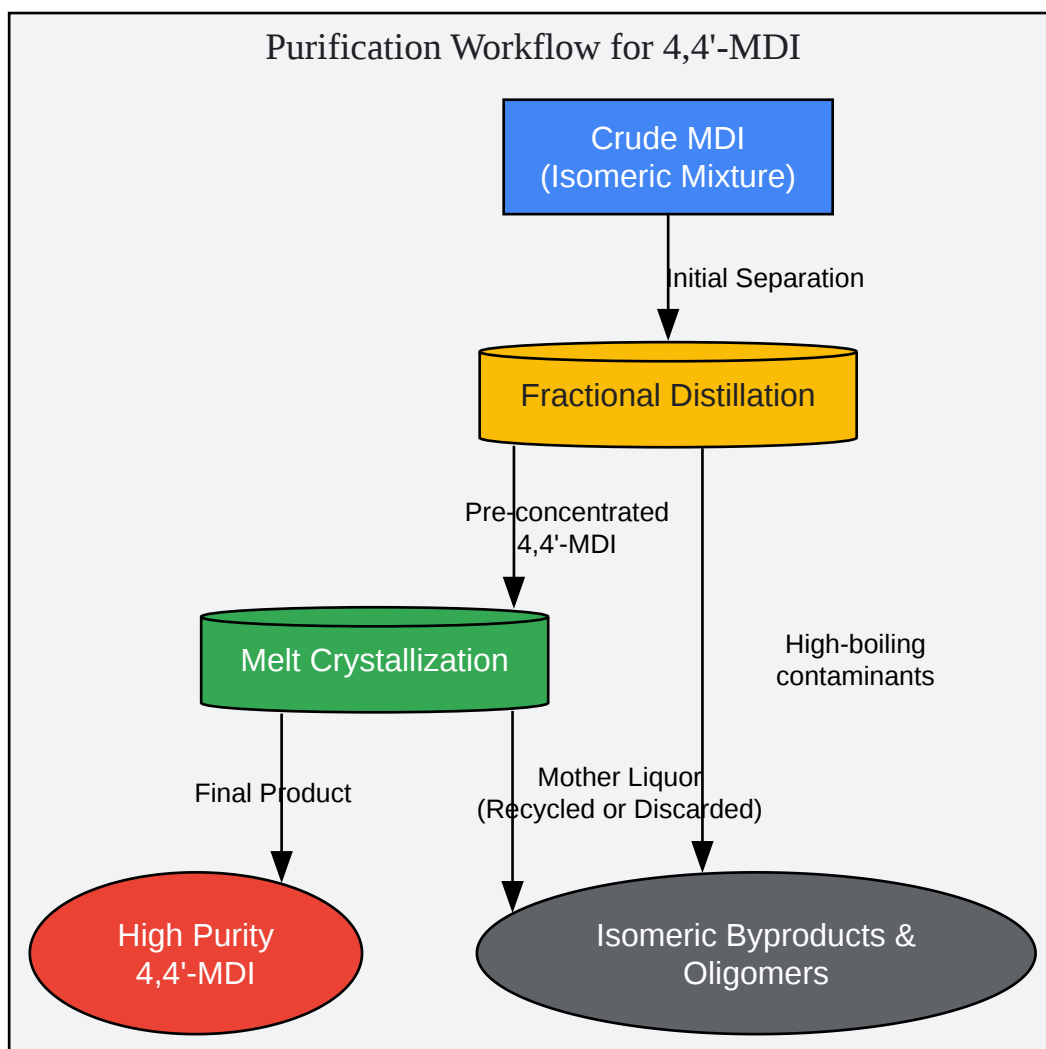 Purification Workflow for 4,4'-MDI
Crude MDI
(Isomeric Mixture)
Initial Separation
Fractional Distillation
Pre-concentrated
4,4'-MDI
Melt Crystallization
High-boiling
contaminants
Final Product
Mother Liquor
(Recycled or Discarded)
High Purity
4,4'-MDI
Isomeric Byproducts &
Oligomers